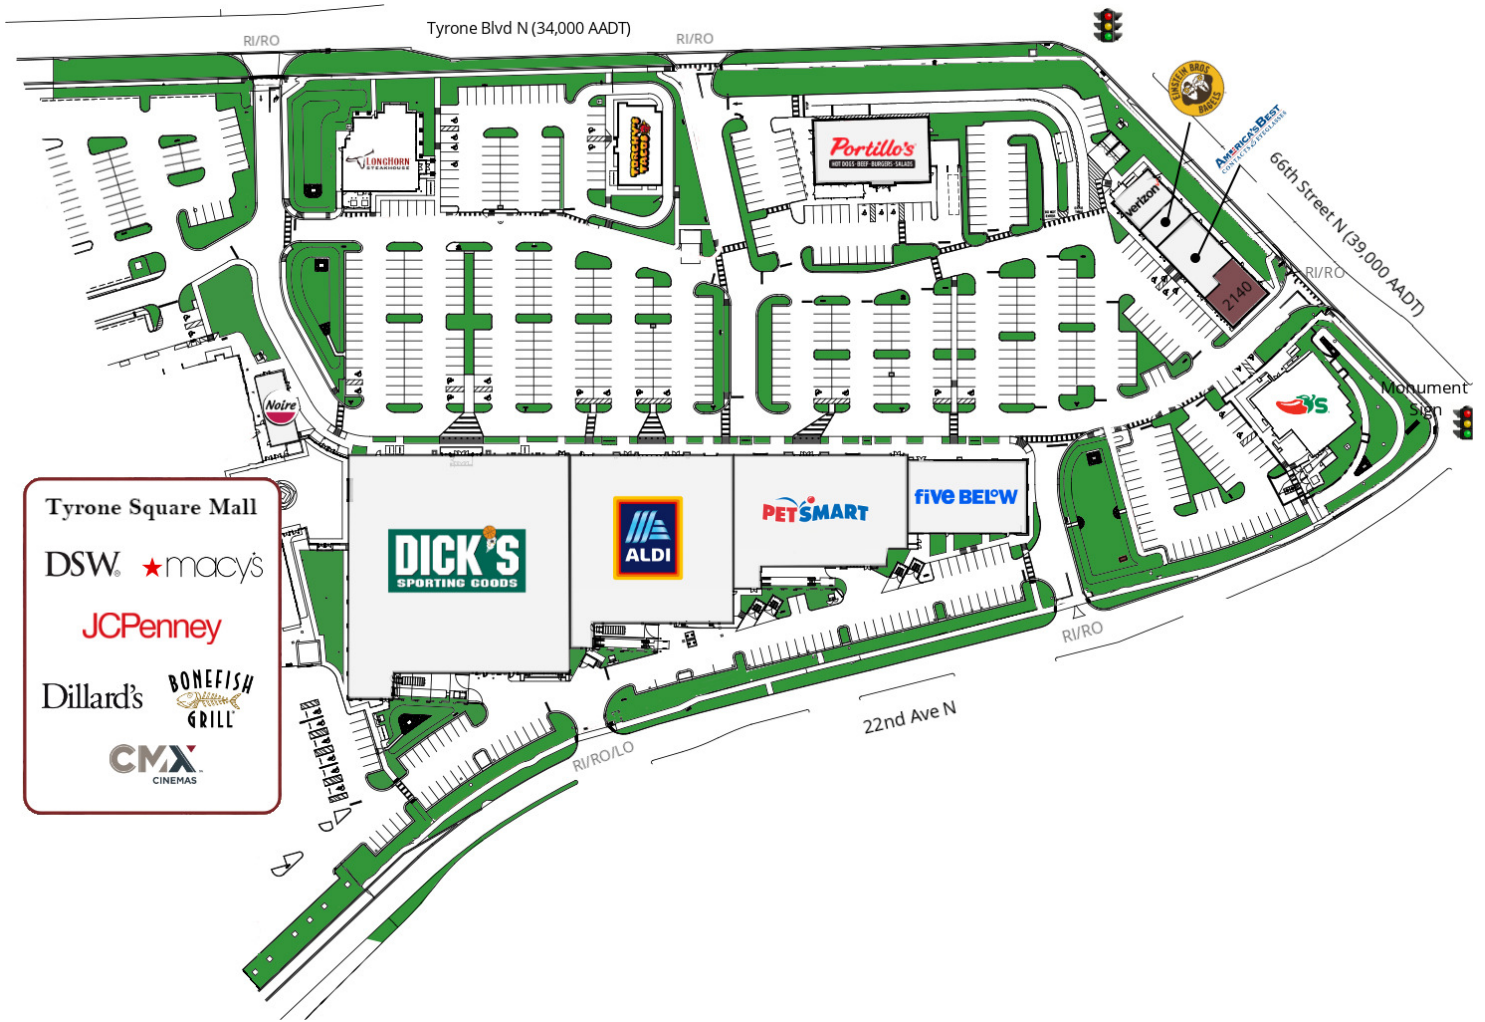 Tyrone Blvd N (34,000 AADT)
RI/RO
RI/RO
EINSTEIN BROS
BAGELS
AMERICA'S BEST
CONTACTS & EYEGLASSES
66th Street N (39,000 AADT)
LONGHORN
STEAKHOUSE
TORCHY'S
TACOS
Portillo's
HOT DOGS · BEEF · BURGERS · SALADS
verizon
2140
RI/RO
Monument
Sign
CHILI'S
Noire
DICK'S
SPORTING GOODS
ALDI
PETSMART
five BELOW
Tyrone Square Mall
DSW
macy's
JCPenney
Dillard's
BONEFISH
GRILL
CMX
CINEMAS
RI/RO
22nd Ave N
RI/RO/LO